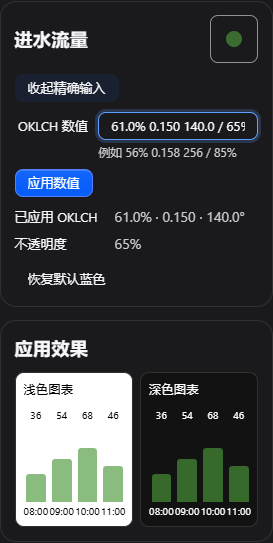 进水流量
收起精确输入
OKLCH 数值 61.0% 0.150 140.0 / 65%
例如 56% 0.158 256 / 85%
应用数值
已应用 OKLCH 61.0% · 0.150 · 140.0°
不透明度 65%
恢复默认蓝色
应用效果
浅色图表 深色图表
36 54 68 46 36 54 68 46
08:00 09:00 10:00 11:00 08:00 09:00 10:00 11:00